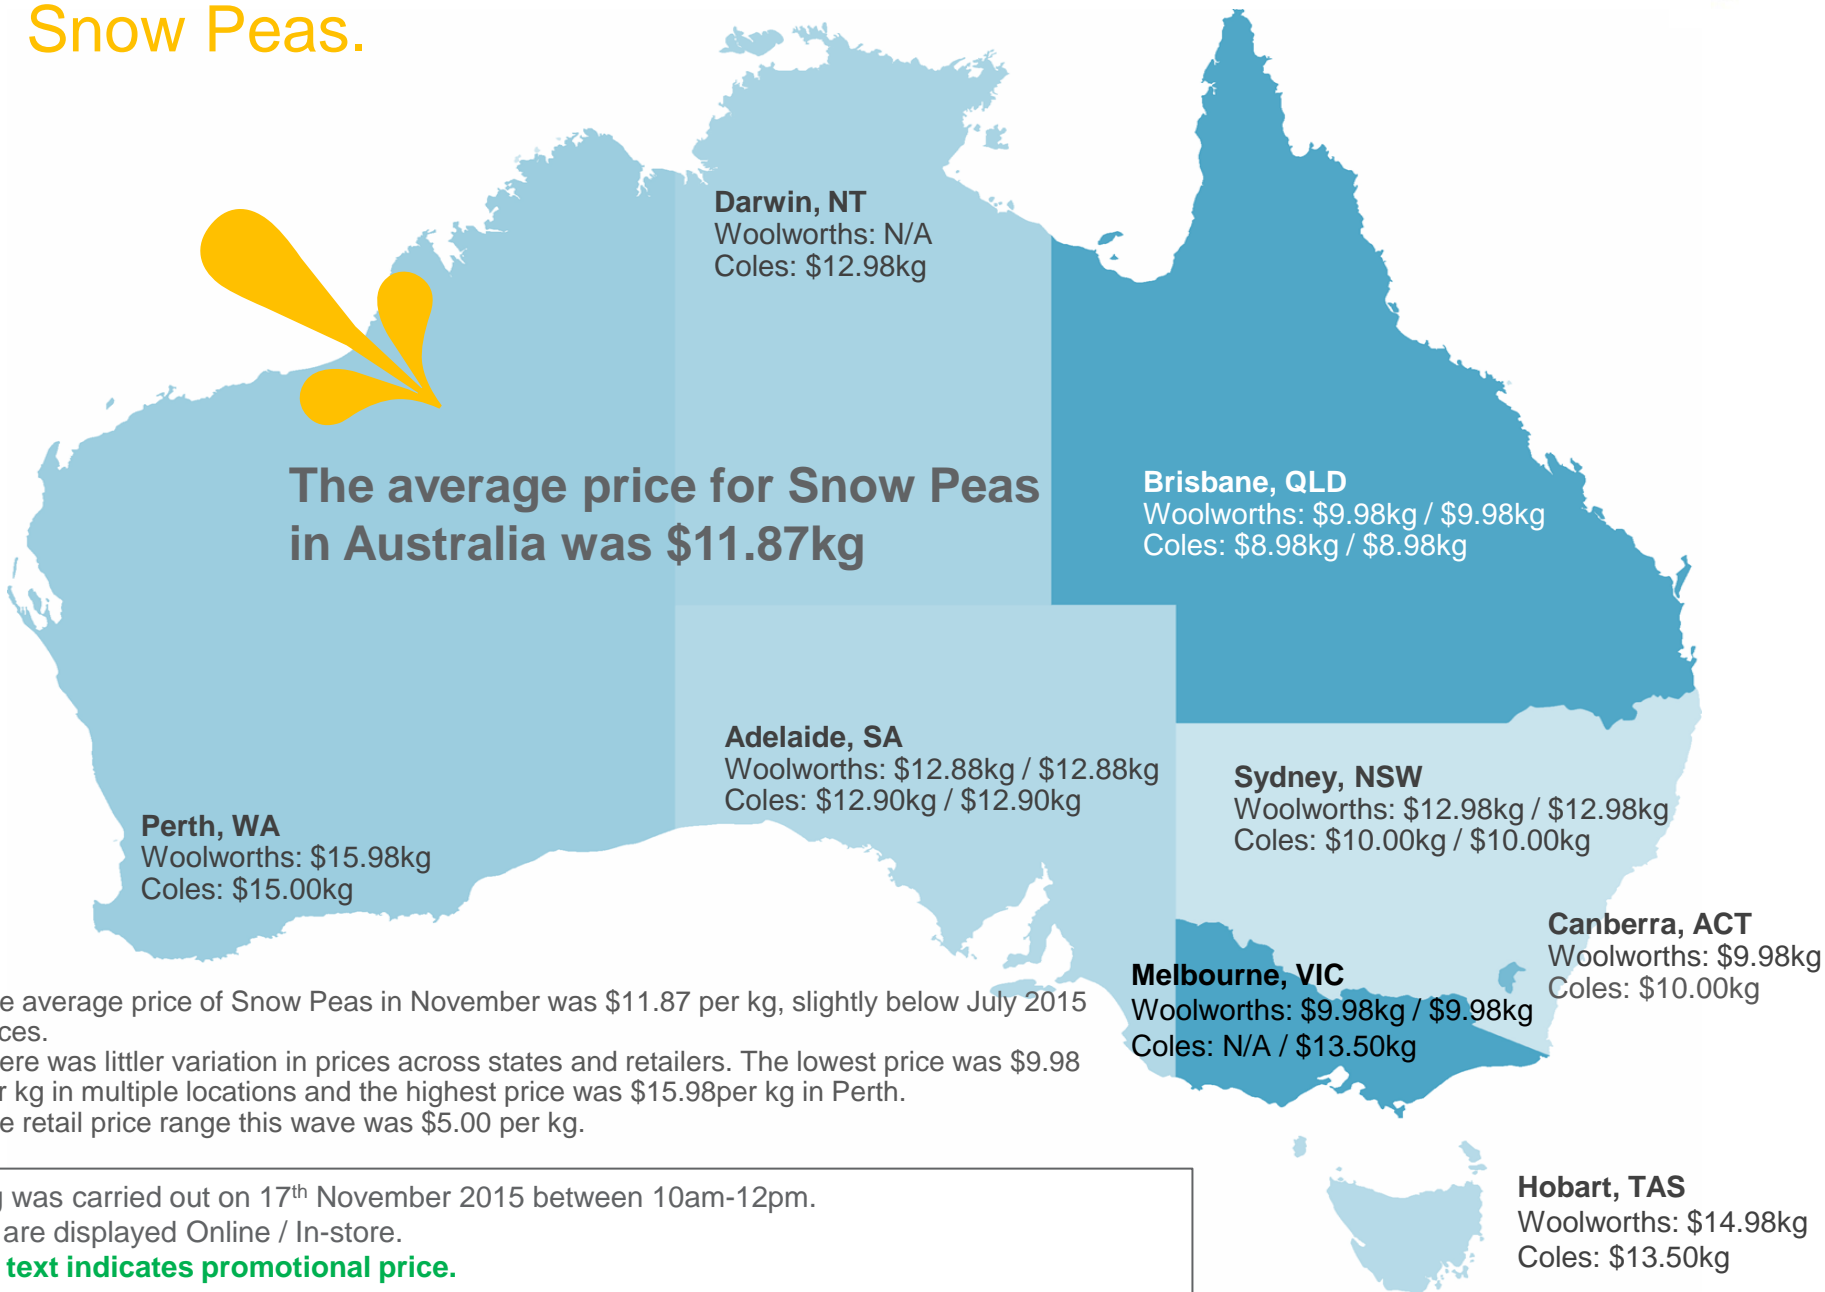 Snow Peas.
Darwin, NT
Woolworths: N/A
Coles: $12.98kg
The average price for Snow Peas
in Australia was $11.87kg
Brisbane, QLD
Woolworths: $9.98kg / $9.98kg
Coles: $8.98kg / $8.98kg
Adelaide, SA
Woolworths: $12.88kg / $12.88kg
Coles: $12.90kg / $12.90kg
Sydney, NSW
Woolworths: $12.98kg / $12.98kg
Coles: $10.00kg / $10.00kg
Perth, WA
Woolworths: $15.98kg
Coles: $15.00kg
Canberra, ACT
Woolworths: $9.98kg
Coles: $10.00kg
Melbourne, VIC
Woolworths: $9.98kg / $9.98kg
Coles: N/A / $13.50kg
e average price of Snow Peas in November was $11.87 per kg, slightly below July 2015
ces.
ere was littler variation in prices across states and retailers. The lowest price was $9.98
r kg in multiple locations and the highest price was $15.98per kg in Perth.
e retail price range this wave was $5.00 per kg.
g was carried out on 17th November 2015 between 10am-12pm.
are displayed Online / In-store.
text indicates promotional price.
Hobart, TAS
Woolworths: $14.98kg
Coles: $13.50kg